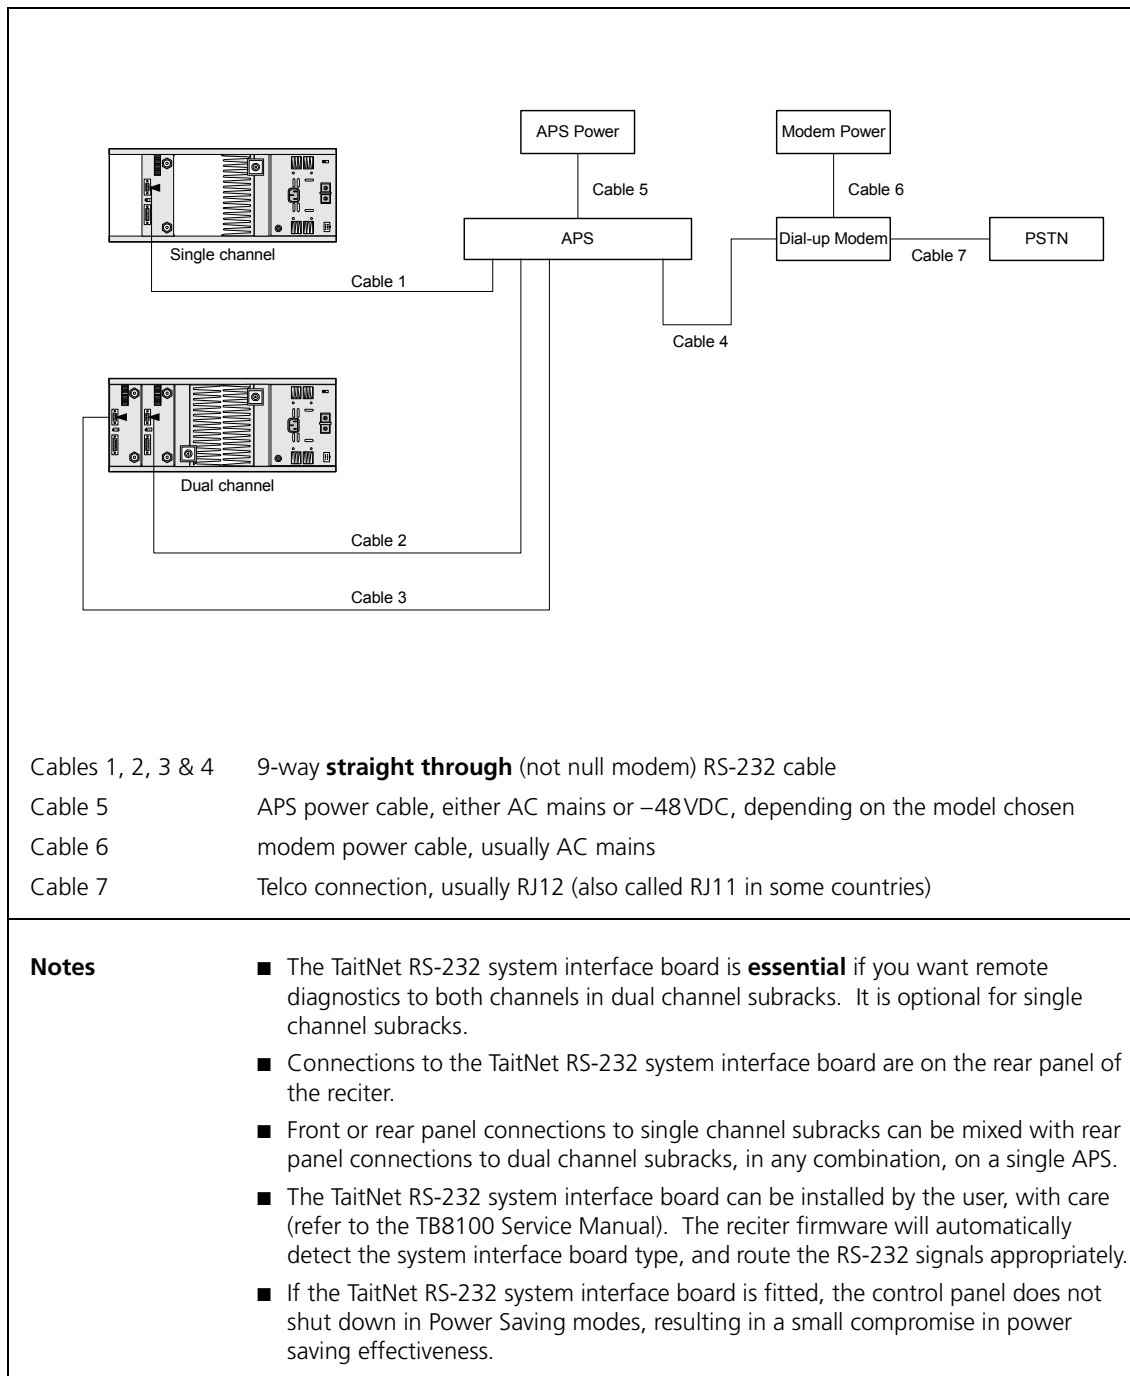 APS Power
Modem Power
Cable 5
Cable 6
APS
Dial-up Modem
PSTN
Cable 7
Single channel
Cable 1
Cable 4
Dual channel
Cable 2
Cable 3
Cables 1, 2, 3 & 4 9-way straight through (not null modem) RS-232 cable
Cable 5 APS power cable, either AC mains or –48VDC, depending on the model chosen
Cable 6 modem power cable, usually AC mains
Cable 7 Telco connection, usually RJ12 (also called RJ11 in some countries)
Notes ■ The TaitNet RS-232 system interface board is essential if you want remote
diagnostics to both channels in dual channel subracks. It is optional for single
channel subracks.
■ Connections to the TaitNet RS-232 system interface board are on the rear panel of
the reciter.
■ Front or rear panel connections to single channel subracks can be mixed with rear
panel connections to dual channel subracks, in any combination, on a single APS.
■ The TaitNet RS-232 system interface board can be installed by the user, with care
(refer to the TB8100 Service Manual). The reciter firmware will automatically
detect the system interface board type, and route the RS-232 signals appropriately.
■ If the TaitNet RS-232 system interface board is fitted, the control panel does not
shut down in Power Saving modes, resulting in a small compromise in power
saving effectiveness.